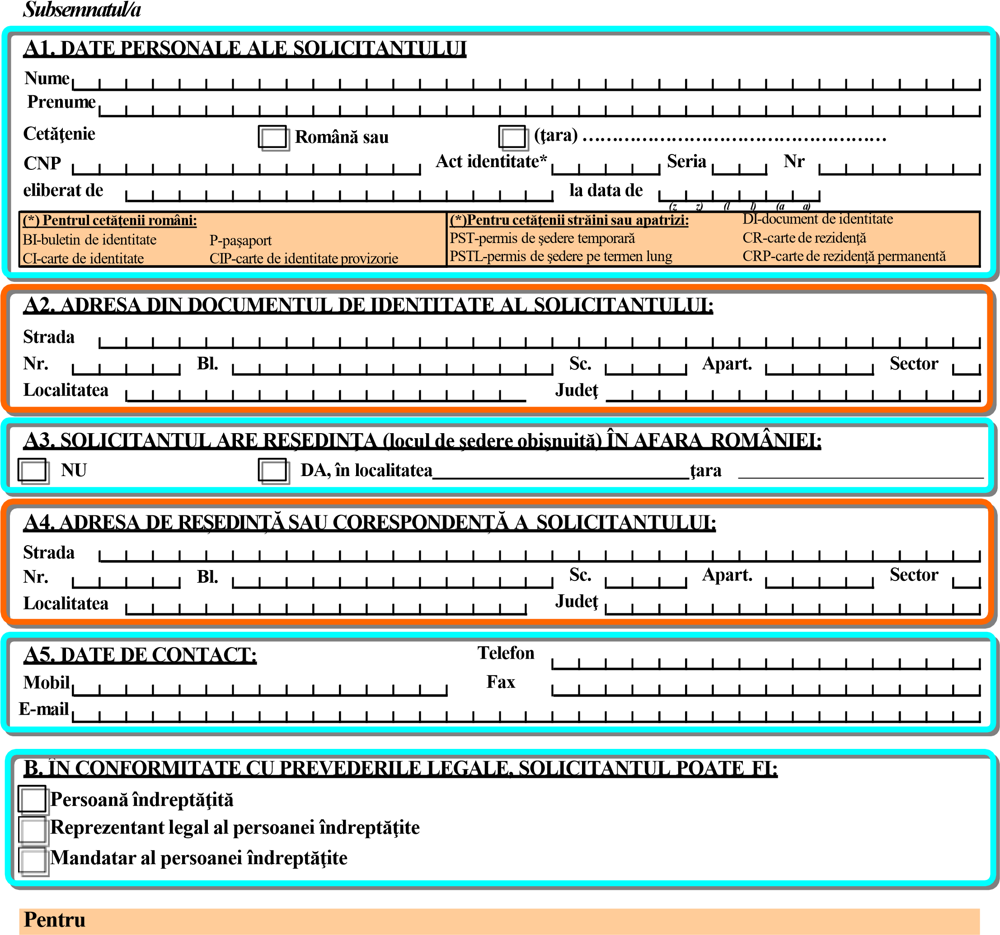 Subsemnatul/a
A1. DATE PERSONALE ALE SOLICITANTULUI
Nume
Prenume
Cetăţenie Română sau (ţara) ……………………………………………
CNP Act identitate* Seria Nr
eliberat de la data de
(z z) (l l) (a a)
(*) Pentrul cetăţenii români: (*)Pentru cetăţenii străini sau apatrizi: DI-document de identitate
BI-buletin de identitate P-paşaport PST-permis de şedere temporară CR-carte de rezidenţă
CI-carte de identitate CIP-carte de identitate provizorie PSTL-permis de şedere pe termen lung CRP-carte de rezidenţă permanentă
A2. ADRESA DIN DOCUMENTUL DE IDENTITATE AL SOLICITANTULUI:
Strada
Nr. Bl. Sc. Apart. Sector
Localitatea Judeţ
A3. SOLICITANTUL ARE REŞEDINŢA (locul de şedere obişnuită) ÎN AFARA ROMÂNIEI:
NU DA, în localitatea ţara
A4. ADRESA DE REŞEDINŢĂ SAU CORESPONDENŢĂ A SOLICITANTULUI:
Strada
Nr. Bl. Sc. Apart. Sector
Localitatea Judeţ
A5. DATE DE CONTACT: Telefon
Mobil Fax
E-mail
B. ÎN CONFORMITATE CU PREVEDERILE LEGALE, SOLICITANTUL POATE FI:
Persoană îndreptăţită
Reprezentant legal al persoanei îndreptăţite
Mandatar al persoanei îndreptăţite
Pentru